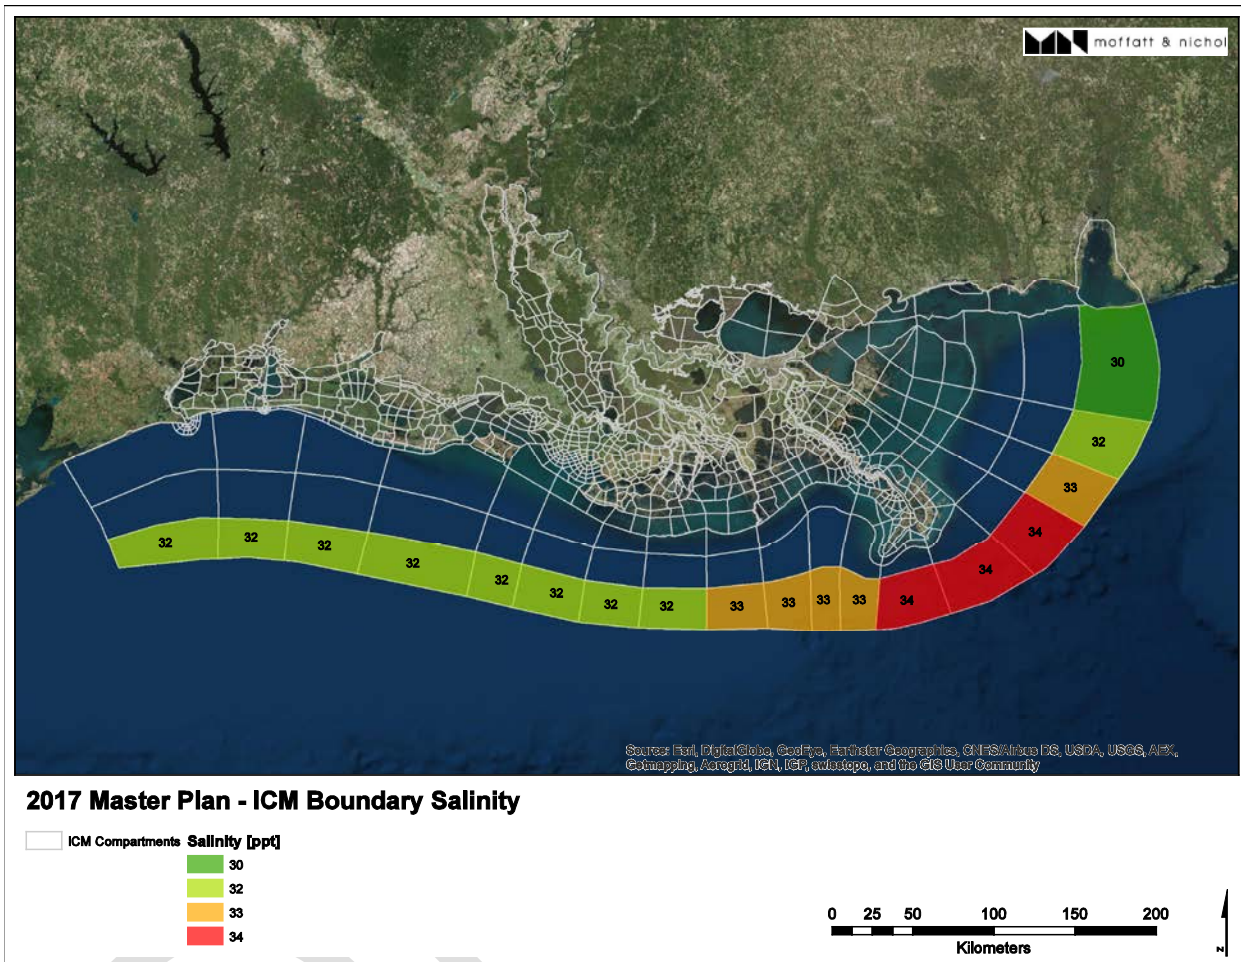 moffatt & nichol
30
32
33
34
34
34
32
32
32
32
32
32
32
32
33
33
33
33
Source: Esri, DigitalGlobe, GeoEye, Earthstar Geographics, CNES/Airbus DS, USDA, USGS, AEX,
Getmapping, Aerogrid, IGN, IGP, swisstopo, and the GIS User Community
2017 Master Plan - ICM Boundary Salinity
ICM Compartments Salinity [ppt]
30
32
33
34
0 25 50 100 150 200
Kilometers
N